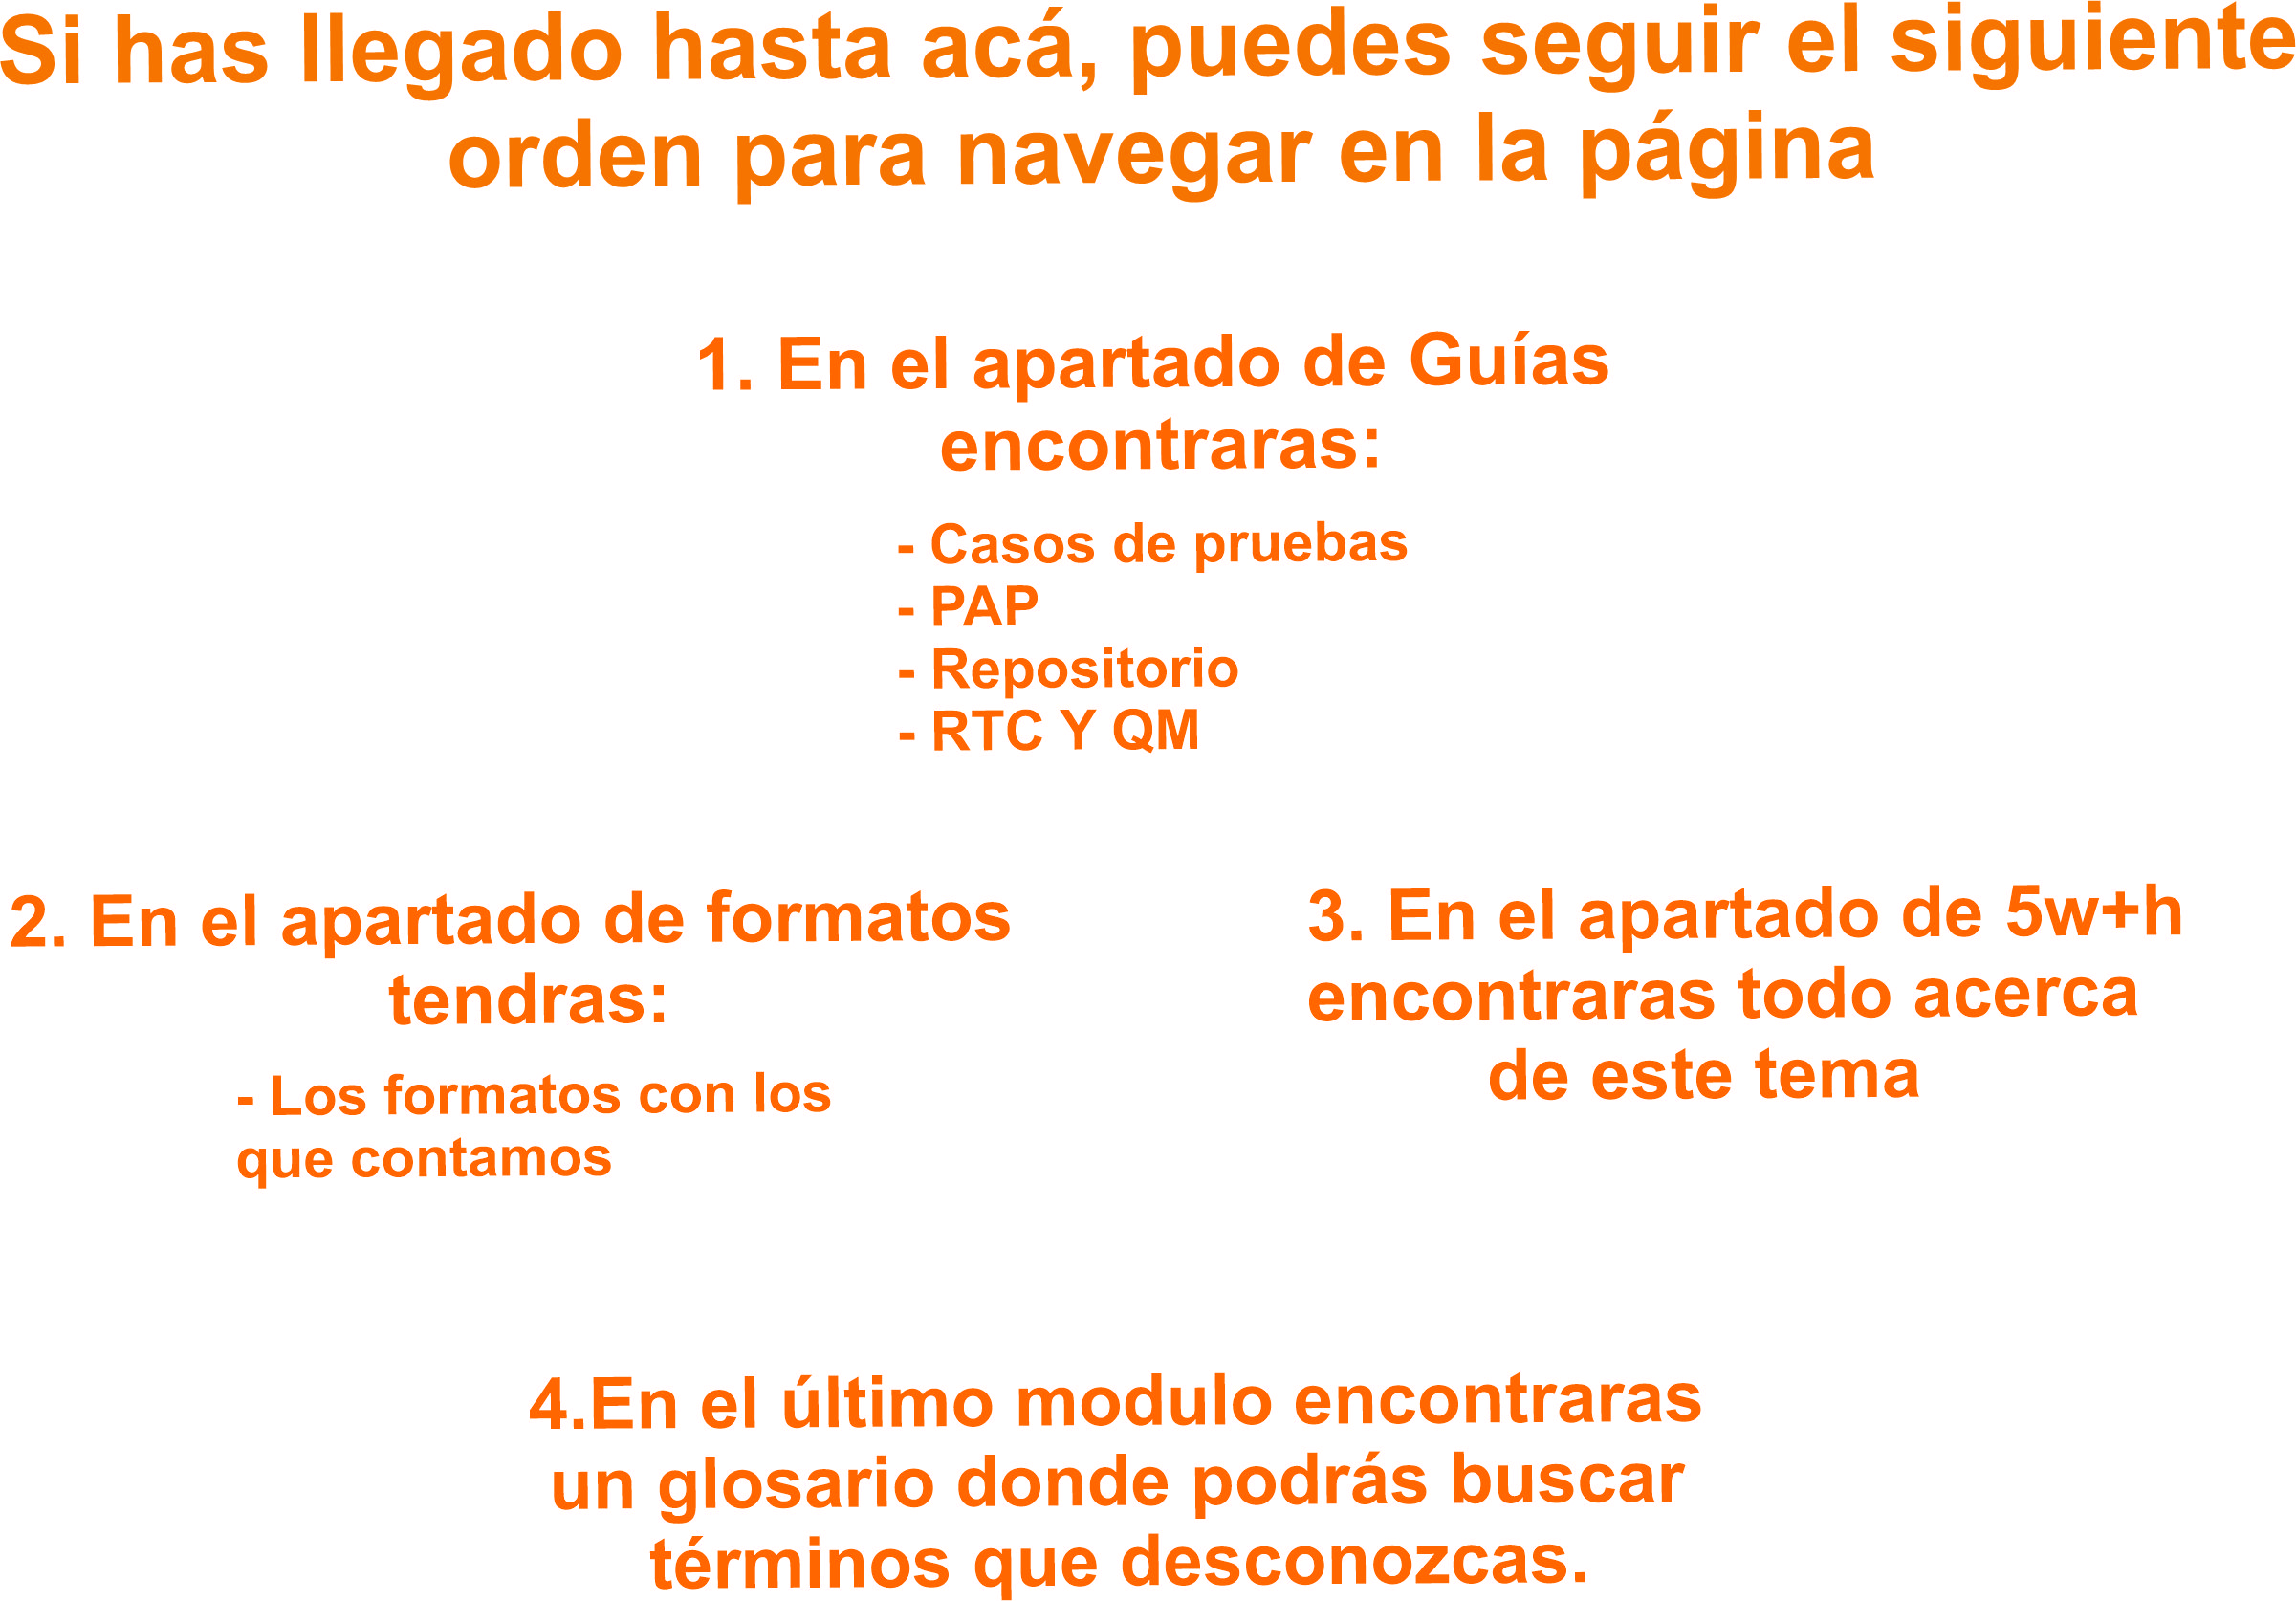 Si has llegado hasta acá, puedes seguir el siguiente
orden para navegar en la página
1. En el apartado de Guías
encontraras:
- Casos de pruebas
- PAP
- Repositorio
- RTC Y QM
2. En el apartado de formatos
tendras:
- Los formatos con los
que contamos
3. En el apartado de 5w+h
encontraras todo acerca
de este tema
4.En el último modulo encontraras
un glosario donde podrás buscar
términos que desconozcas.